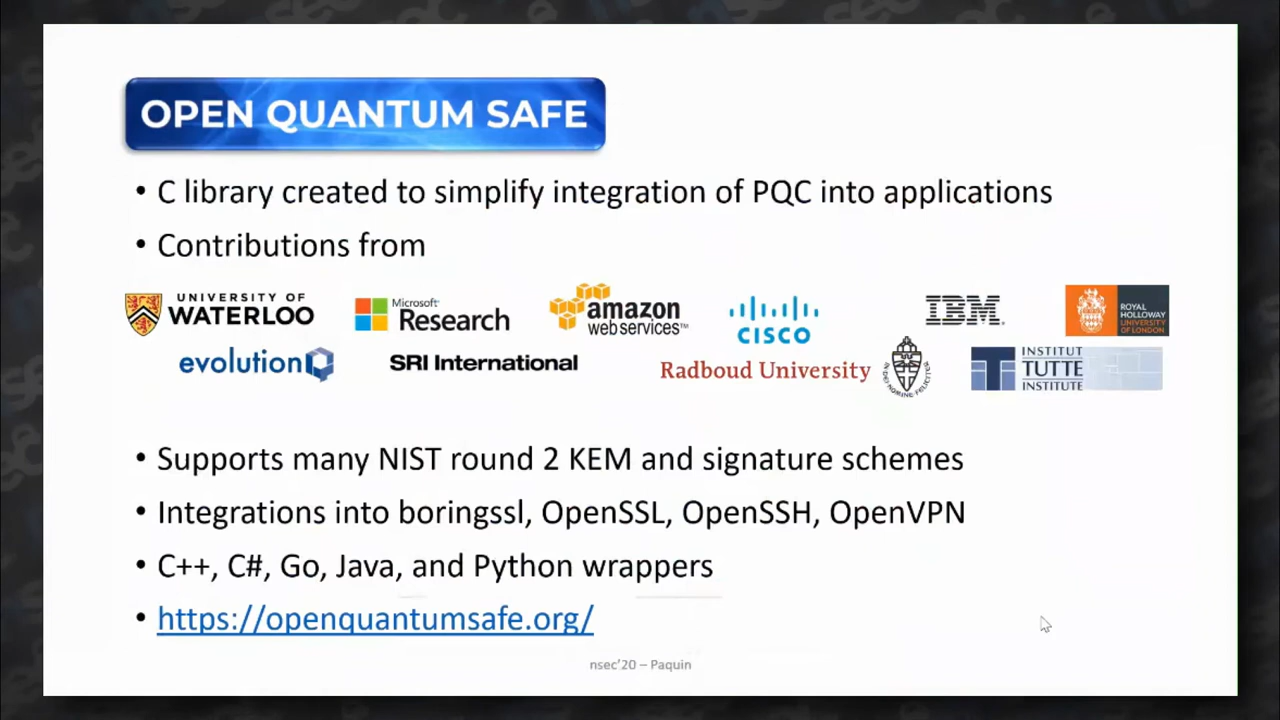 OPEN QUANTUM SAFE
• C library created to simplify integration of PQC into applications
• Contributions from
UNIVERSITY OF
WATERLOO
Microsoft
Research
amazon
webservices™
CISCO
IBM
ROYAL
HOLLOWAY
UNIVERSITY
OF LONDON
evolution
SRI International
Radboud University
INSTITUT
TUTTE
INSTITUTE
• Supports many NIST round 2 KEM and signature schemes
• Integrations into boringssl, OpenSSL, OpenSSH, OpenVPN
• C++, C#, Go, Java, and Python wrappers
• https://openquantumsafe.org/
nsec'20 – Paquin